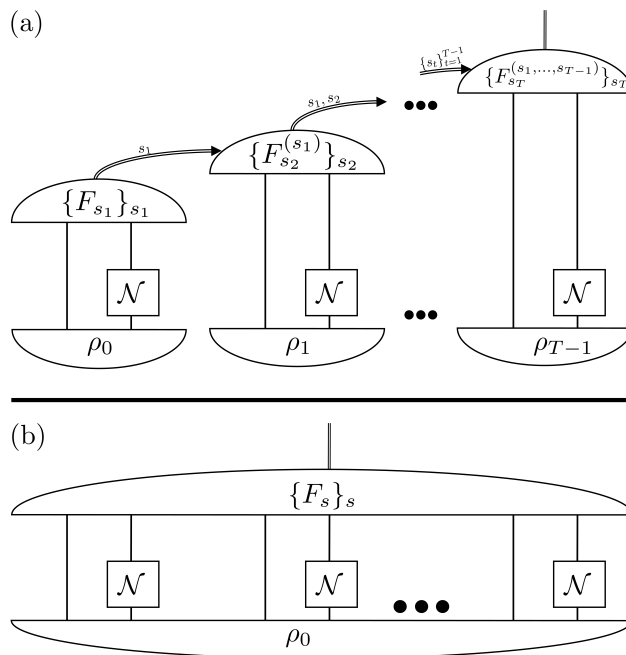 (a)
{s_t}_{t=1}^{T-1}
{F_{s_T}^{(s_1,...,s_{T-1})}}_{s_T}
s_1, s_2
s_1
{F_{s_2}^{(s_1)}}_{s_2}
{F_{s_1}}_{s_1}
𝒩 𝒩 𝒩
ρ_0 ρ_1 ρ_{T-1}
(b)
{F_s}_s
𝒩 𝒩 𝒩
ρ_0